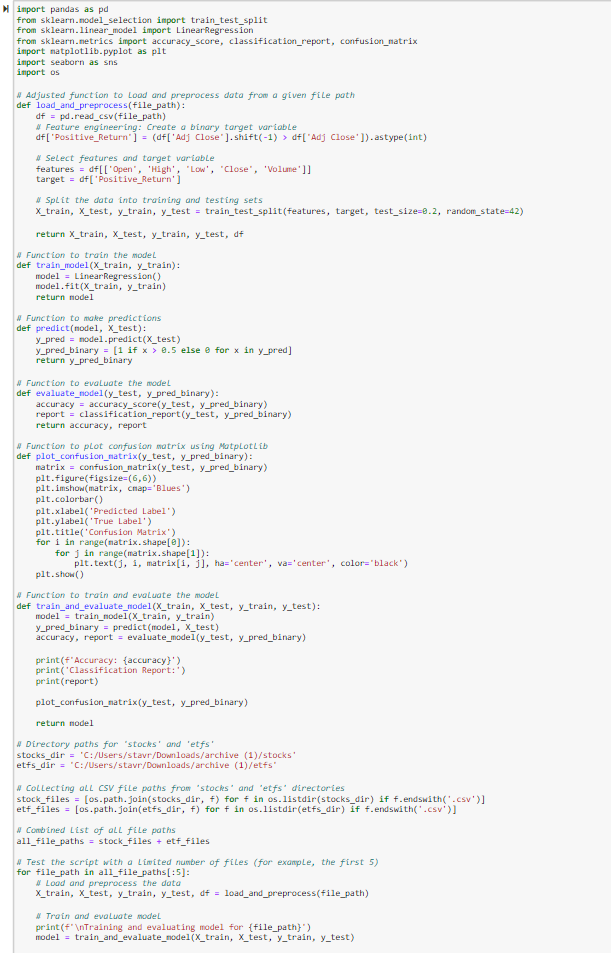 import pandas as pd
from sklearn.model_selection import train_test_split
from sklearn.linear_model import LinearRegression
from sklearn.metrics import accuracy_score, classification_report, confusion_matrix
import matplotlib.pyplot as plt
import seaborn as sns
import os

# Adjusted function to load and preprocess data from a given file path
def load_and_preprocess(file_path):
    df = pd.read_csv(file_path)
    # Feature engineering: Create a binary target variable
    df['Positive_Return'] = (df['Adj Close'].shift(-1) > df['Adj Close']).astype(int)

    # Select features and target variable
    features = df[['Open', 'High', 'Low', 'Close', 'Volume']]
    target = df['Positive_Return']

    # Split the data into training and testing sets
    X_train, X_test, y_train, y_test = train_test_split(features, target, test_size=0.2, random_state=42)

    return X_train, X_test, y_train, y_test, df

# Function to train the model
def train_model(X_train, y_train):
    model = LinearRegression()
    model.fit(X_train, y_train)
    return model

# Function to make predictions
def predict(model, X_test):
    y_pred = model.predict(X_test)
    y_pred_binary = [1 if x > 0.5 else 0 for x in y_pred]
    return y_pred_binary

# Function to evaluate the model
def evaluate_model(y_test, y_pred_binary):
    accuracy = accuracy_score(y_test, y_pred_binary)
    report = classification_report(y_test, y_pred_binary)
    return accuracy, report

# Function to plot confusion matrix using Matplotlib
def plot_confusion_matrix(y_test, y_pred_binary):
    matrix = confusion_matrix(y_test, y_pred_binary)
    plt.figure(figsize=(6,6))
    plt.imshow(matrix, cmap='Blues')
    plt.colorbar()
    plt.xlabel('Predicted Label')
    plt.ylabel('True Label')
    plt.title('Confusion Matrix')
    for i in range(matrix.shape[0]):
        for j in range(matrix.shape[1]):
            plt.text(j, i, matrix[i, j], ha='center', va='center', color='black')
    plt.show()

# Function to train and evaluate the model
def train_and_evaluate_model(X_train, X_test, y_train, y_test):
    model = train_model(X_train, y_train)
    y_pred_binary = predict(model, X_test)
    accuracy, report = evaluate_model(y_test, y_pred_binary)

    print(f'Accuracy: {accuracy}')
    print('Classification Report:')
    print(report)

    plot_confusion_matrix(y_test, y_pred_binary)

    return model

# Directory paths for 'stocks' and 'etfs'
stocks_dir = 'C:/Users/stavr/Downloads/archive (1)/stocks'
etfs_dir = 'C:/Users/stavr/Downloads/archive (1)/etfs'

# Collecting all CSV file paths from 'stocks' and 'etfs' directories
stock_files = [os.path.join(stocks_dir, f) for f in os.listdir(stocks_dir) if f.endswith('.csv')]
etf_files = [os.path.join(etfs_dir, f) for f in os.listdir(etfs_dir) if f.endswith('.csv')]

# Combined list of all file paths
all_file_paths = stock_files + etf_files

# Test the script with a limited number of files (for example, the first 5)
for file_path in all_file_paths[:5]:
    # Load and preprocess the data
    X_train, X_test, y_train, y_test, df = load_and_preprocess(file_path)

    # Train and evaluate model
    print(f'\nTraining and evaluating model for {file_path}')
    model = train_and_evaluate_model(X_train, X_test, y_train, y_test)